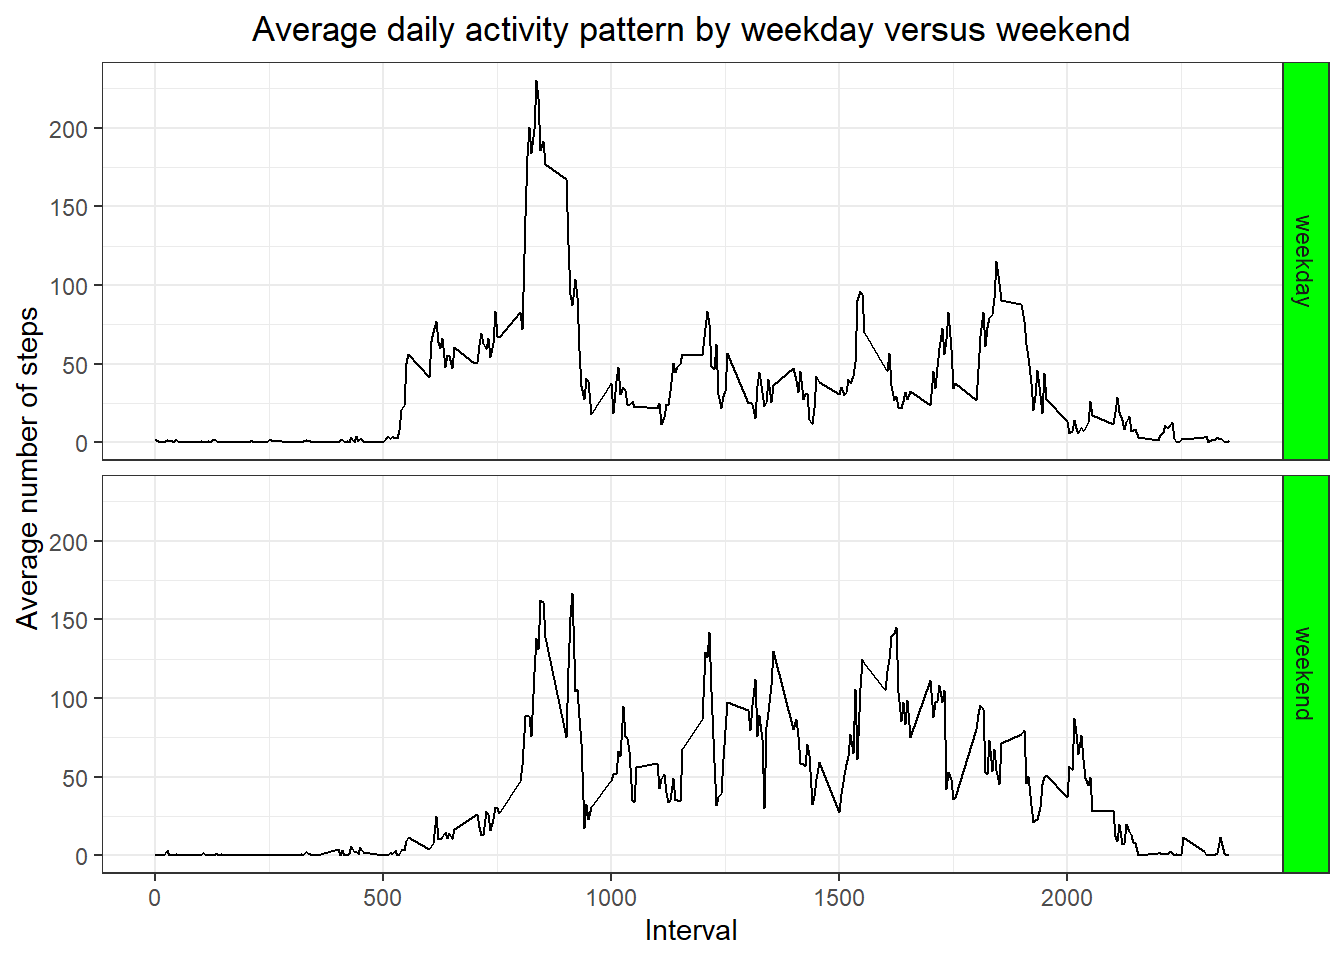 Average daily activity pattern by weekday versus weekend
Average number of steps
200
150
100
50
0
weekday
200
150
100
50
0
weekend
0 500 1000 1500 2000
Interval